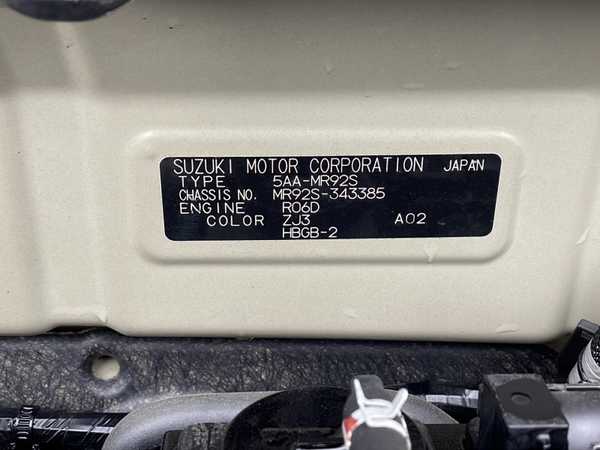 SUZUKI MOTOR CORPORATION JAPAN
TYPE 5AA-MR92S
CHASSIS NO. MR92S-343385
ENGINE R06D
COLOR ZJ3 A02
HBGB-2